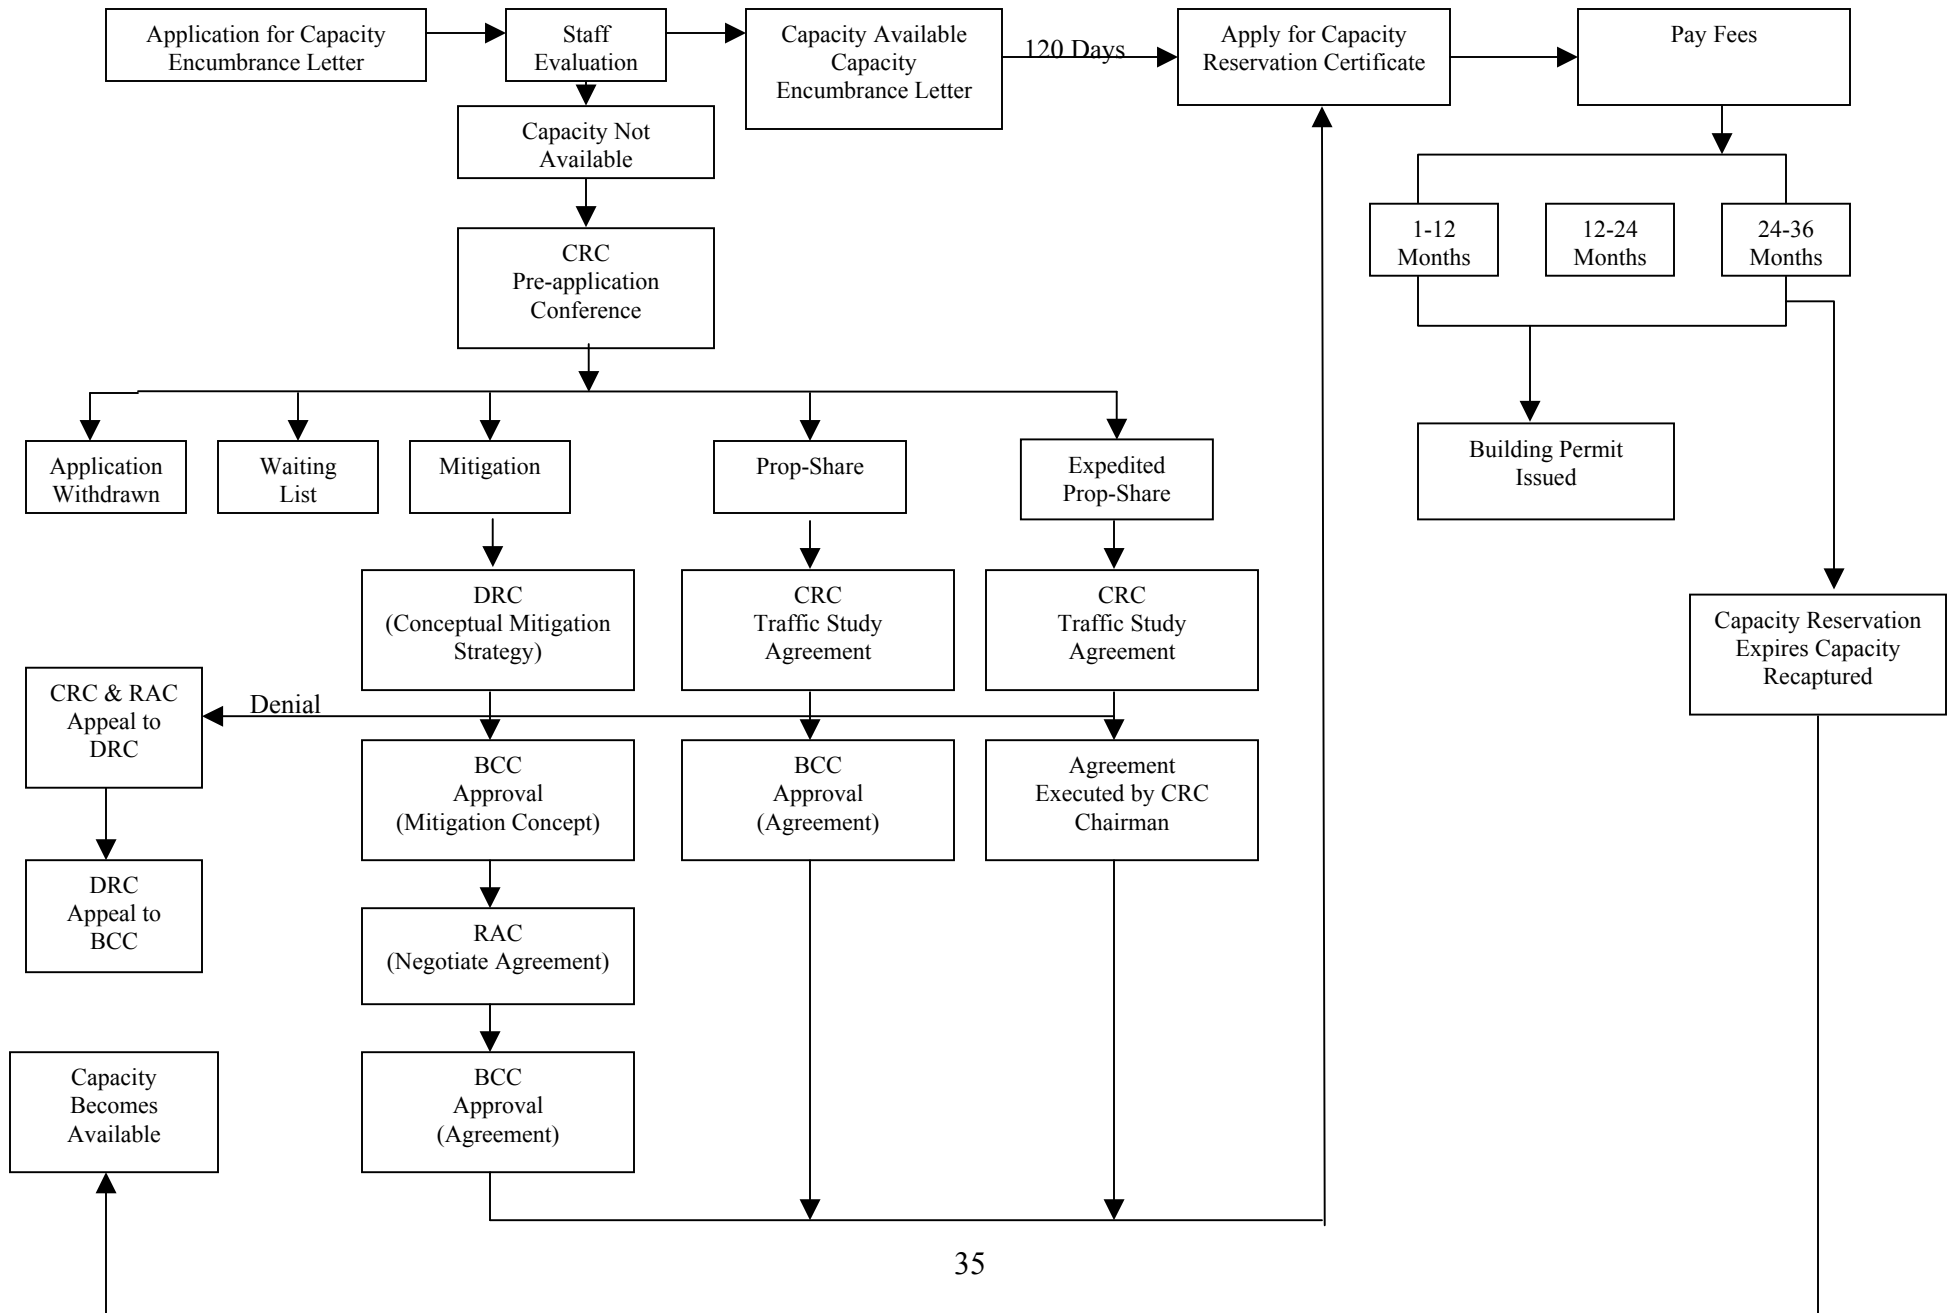 Application for Capacity
Encumbrance Letter
Staff
Evaluation
Capacity Available
Capacity
Encumbrance Letter
120 Days
Apply for Capacity
Reservation Certificate
Pay Fees
Capacity Not
Available
CRC
Pre-application
Conference
1-12
Months
12-24
Months
24-36
Months
Application
Withdrawn
Waiting
List
Mitigation
Prop-Share
Expedited
Prop-Share
Building Permit
Issued
DRC
(Conceptual Mitigation
Strategy)
CRC
Traffic Study
Agreement
CRC
Traffic Study
Agreement
Capacity Reservation
Expires Capacity
Recaptured
CRC & RAC
Appeal to
DRC
Denial
BCC
Approval
(Mitigation Concept)
BCC
Approval
(Agreement)
Agreement
Executed by CRC
Chairman
DRC
Appeal to
BCC
RAC
(Negotiate Agreement)
Capacity
Becomes
Available
BCC
Approval
(Agreement)
35